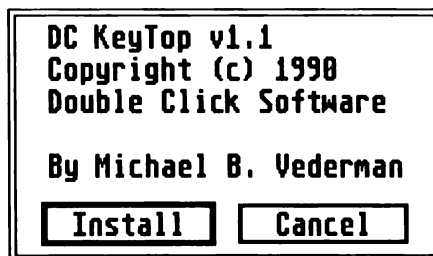 DC KeyTop v1.1
Copyright (c) 1990
Double Click Software
By Michael B. Vederman
Install Cancel